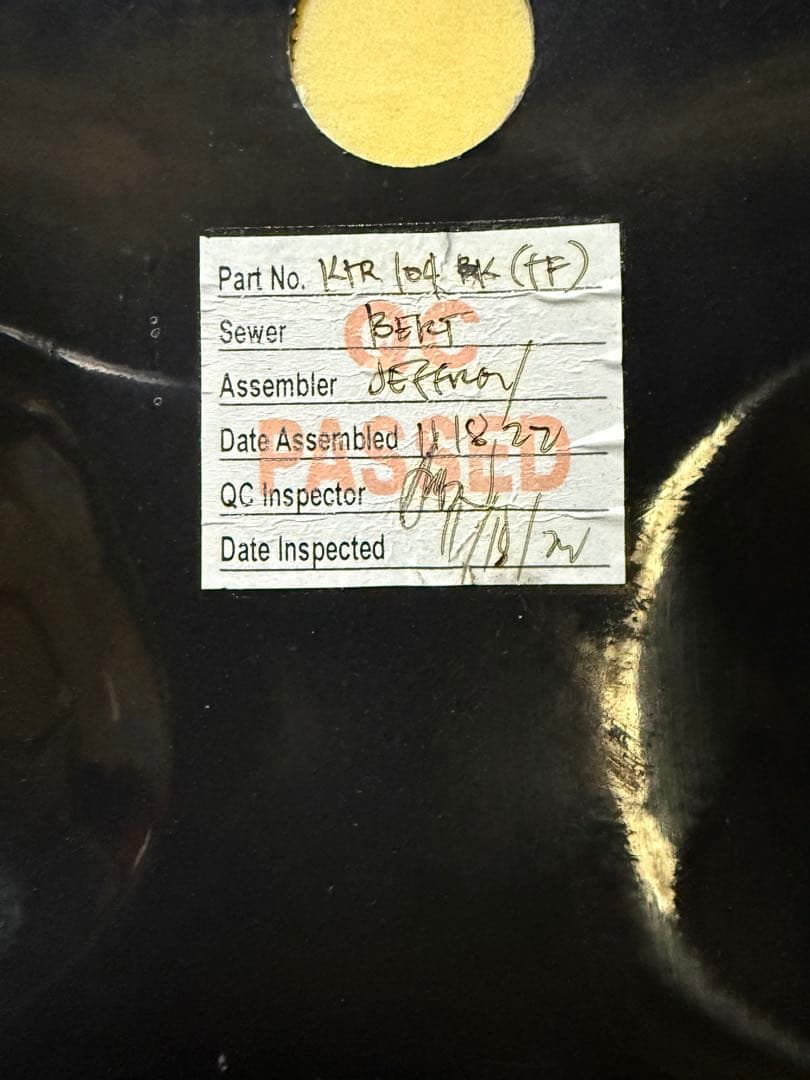 Part No. KTR 104 BK (TF)
QC
Sewer BERT
Assembler JEFFREY
PASSED
Date Assembled 11 18 22
QC Inspector
Date Inspected